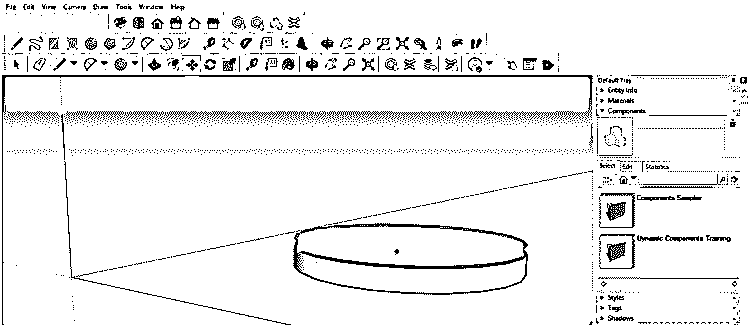 File Edit View Camera Draw Tools Window Help
Default Tray
Entity Info
Materials
Components
Select Edit Statistics
Components Sampler
Dynamic Components Training
Styles
Tags
Shadows